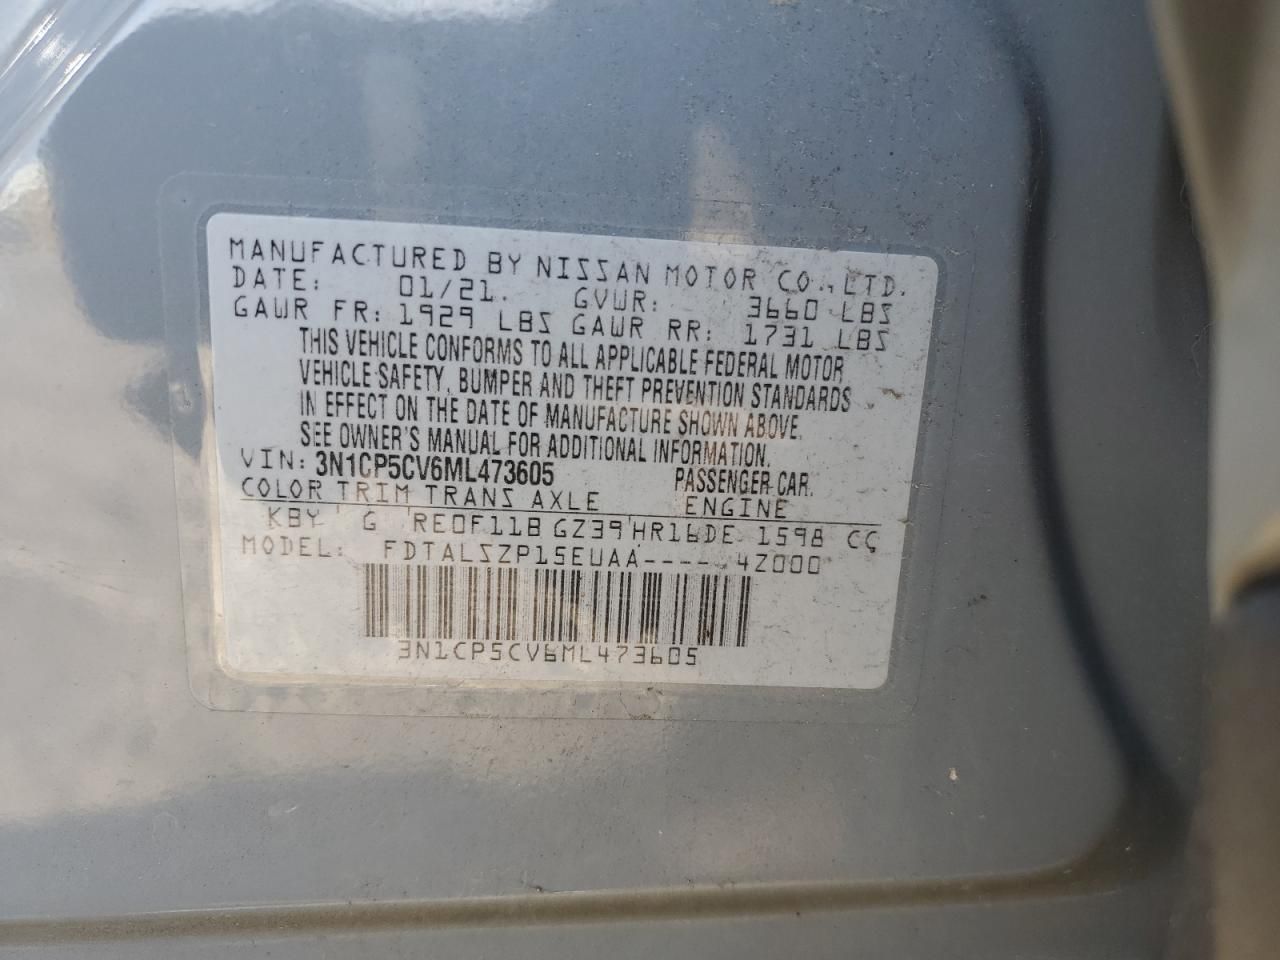 MANUFACTURED BY NISSAN MOTOR CO., LTD.
DATE: 01/21. GVWR: 3660 LBS
GAWR FR: 1929 LBS GAWR RR: 1731 LBS
THIS VEHICLE CONFORMS TO ALL APPLICABLE FEDERAL MOTOR
VEHICLE SAFETY, BUMPER AND THEFT PREVENTION STANDARDS
IN EFFECT ON THE DATE OF MANUFACTURE SHOWN ABOVE.
SEE OWNER'S MANUAL FOR ADDITIONAL INFORMATION.
VIN: 3N1CP5CV6ML473605 PASSENGER CAR.
COLOR TRIM TRANS AXLE ENGINE
KBY G RE0F11B GZ39 HR16DE 1598 CC
MODEL: FDTALSZP15EUAA---- 4Z000
3N1CP5CV6ML473605